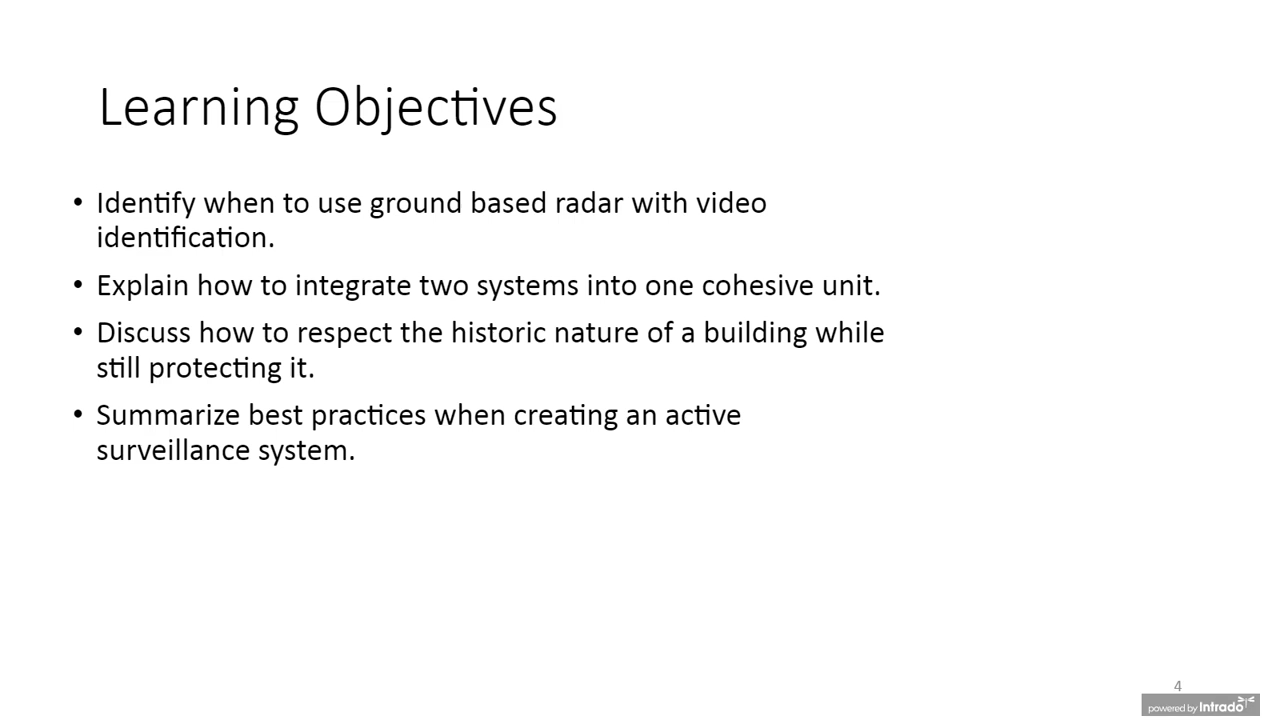 Learning Objectives
• Identify when to use ground based radar with video
identification.
• Explain how to integrate two systems into one cohesive unit.
• Discuss how to respect the historic nature of a building while
still protecting it.
• Summarize best practices when creating an active
surveillance system.
4
powered by Intrado